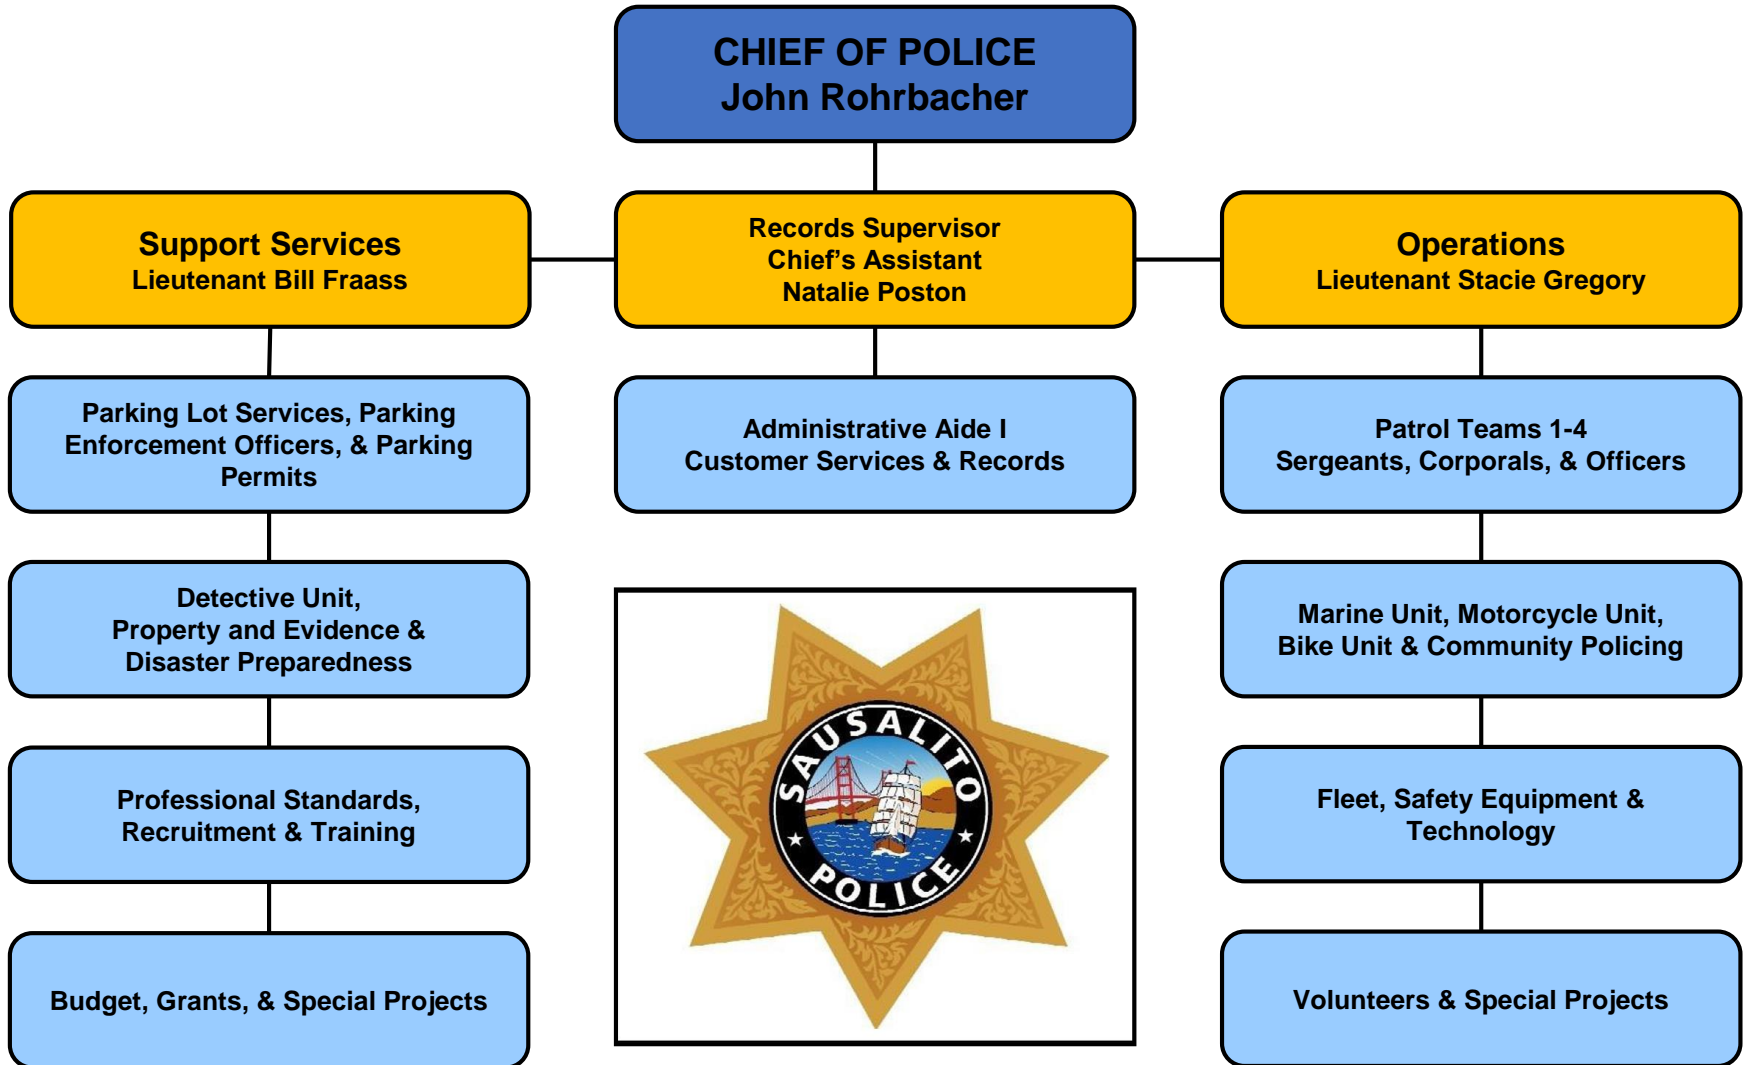 CHIEF OF POLICE
John Rohrbacher
Support Services
Lieutenant Bill Fraass
Records Supervisor
Chief’s Assistant
Natalie Poston
Operations
Lieutenant Stacie Gregory
Parking Lot Services, Parking
Enforcement Officers, & Parking
Permits
Administrative Aide I
Customer Services & Records
Patrol Teams 1-4
Sergeants, Corporals, & Officers
Detective Unit,
Property and Evidence &
Disaster Preparedness
Marine Unit, Motorcycle Unit,
Bike Unit & Community Policing
Professional Standards,
Recruitment & Training
SAUSALITO
POLICE
Fleet, Safety Equipment &
Technology
Budget, Grants, & Special Projects
Volunteers & Special Projects